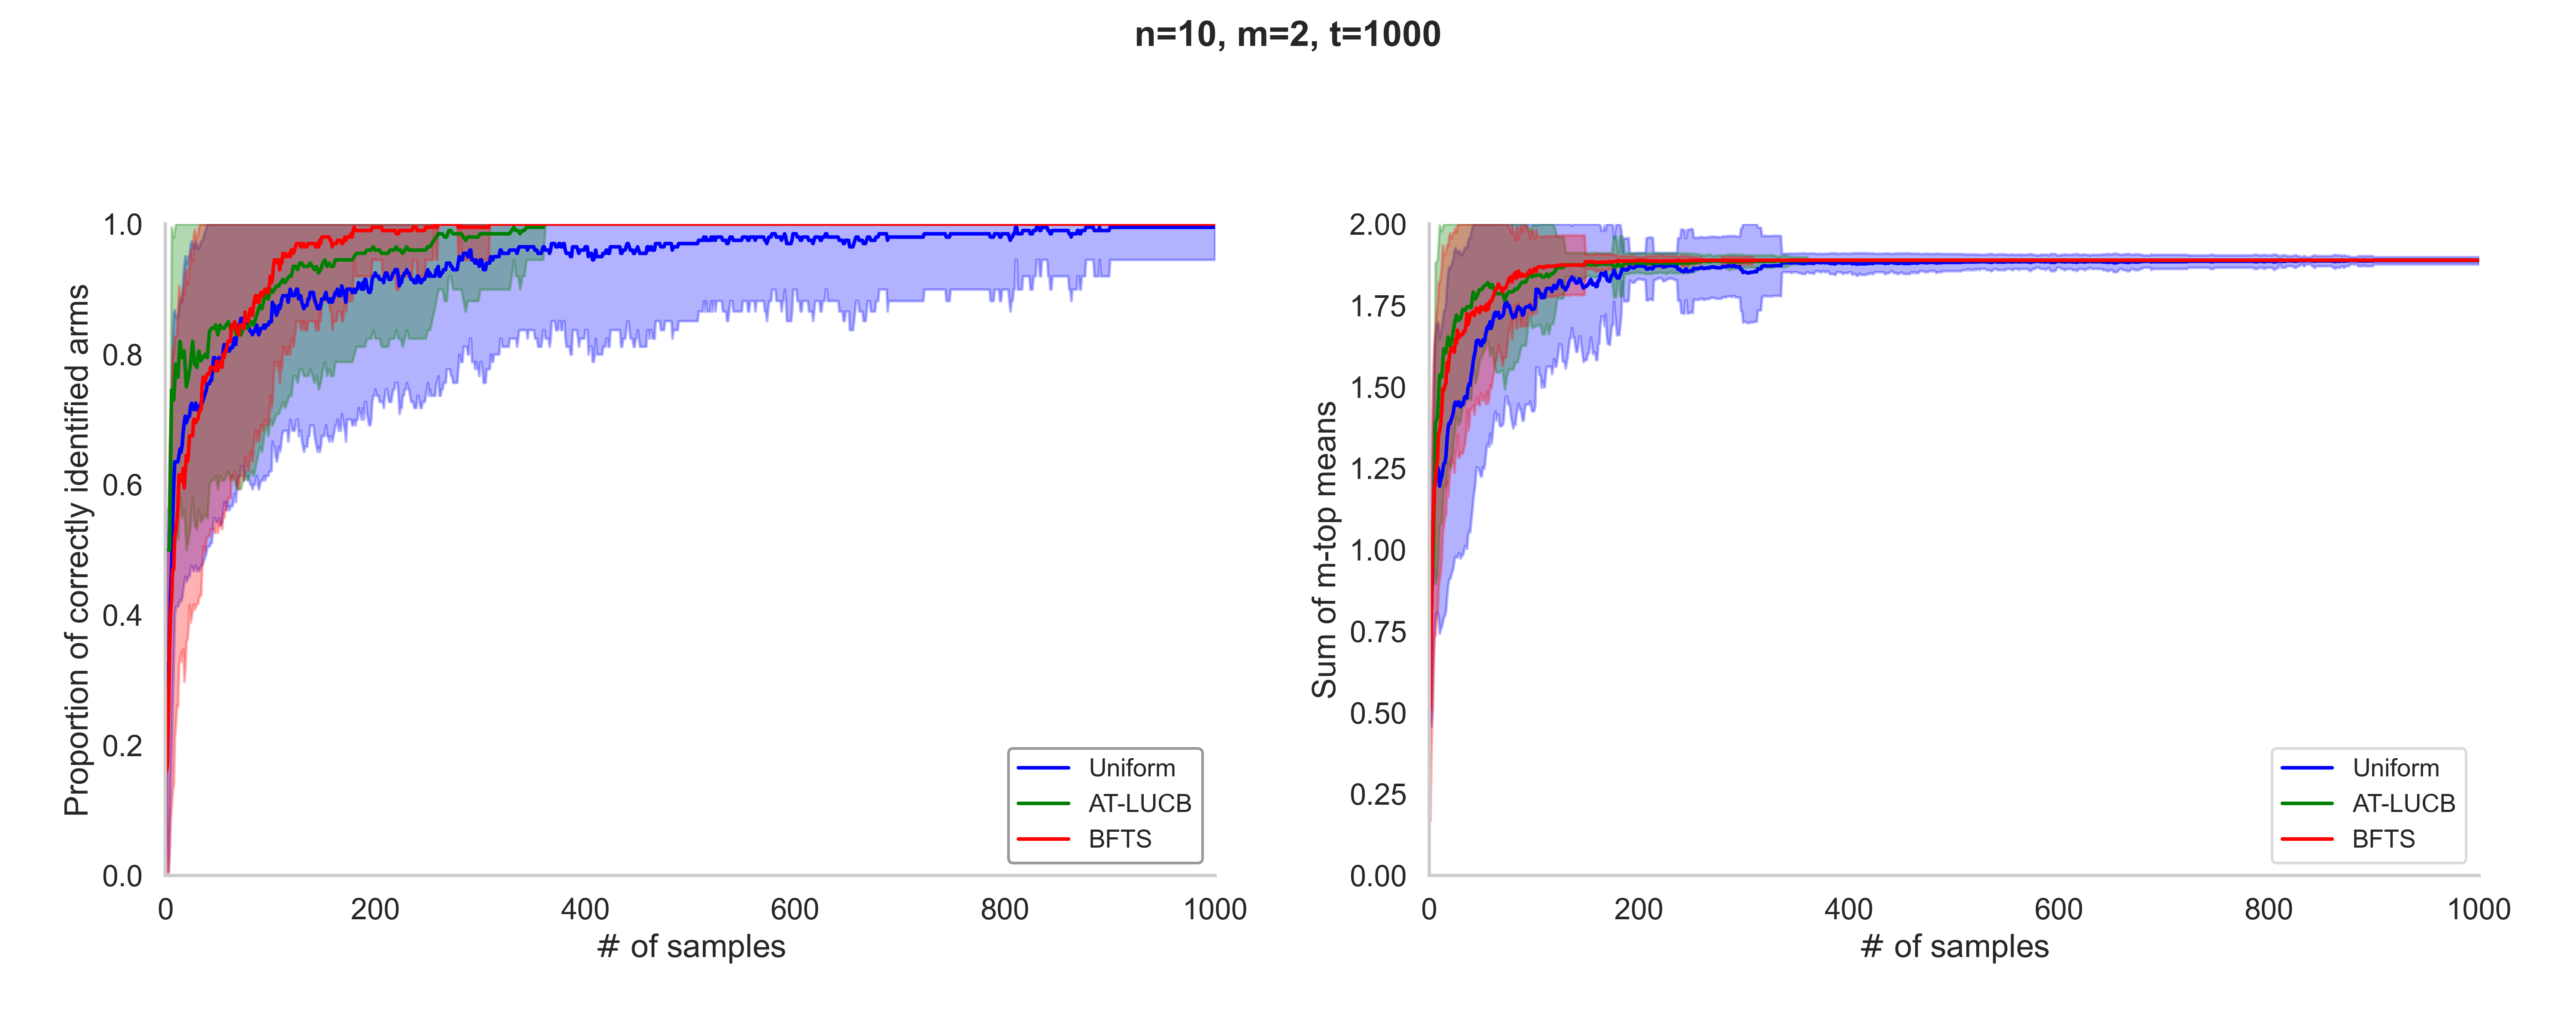 n=10, m=2, t=1000
Proportion of correctly identified arms
1.0
0.8
0.6
0.4
0.2
0.0
0
200
400
600
800
1000
# of samples
Uniform
AT-LUCB
BFTS
Sum of m-top means
2.00
1.75
1.50
1.25
1.00
0.75
0.50
0.25
0.00
0
200
400
600
800
1000
# of samples
Uniform
AT-LUCB
BFTS